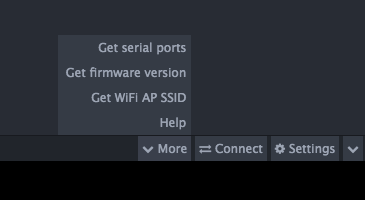 Get serial ports
Get firmware version
Get WiFi AP SSID
Help
More Connect Settings